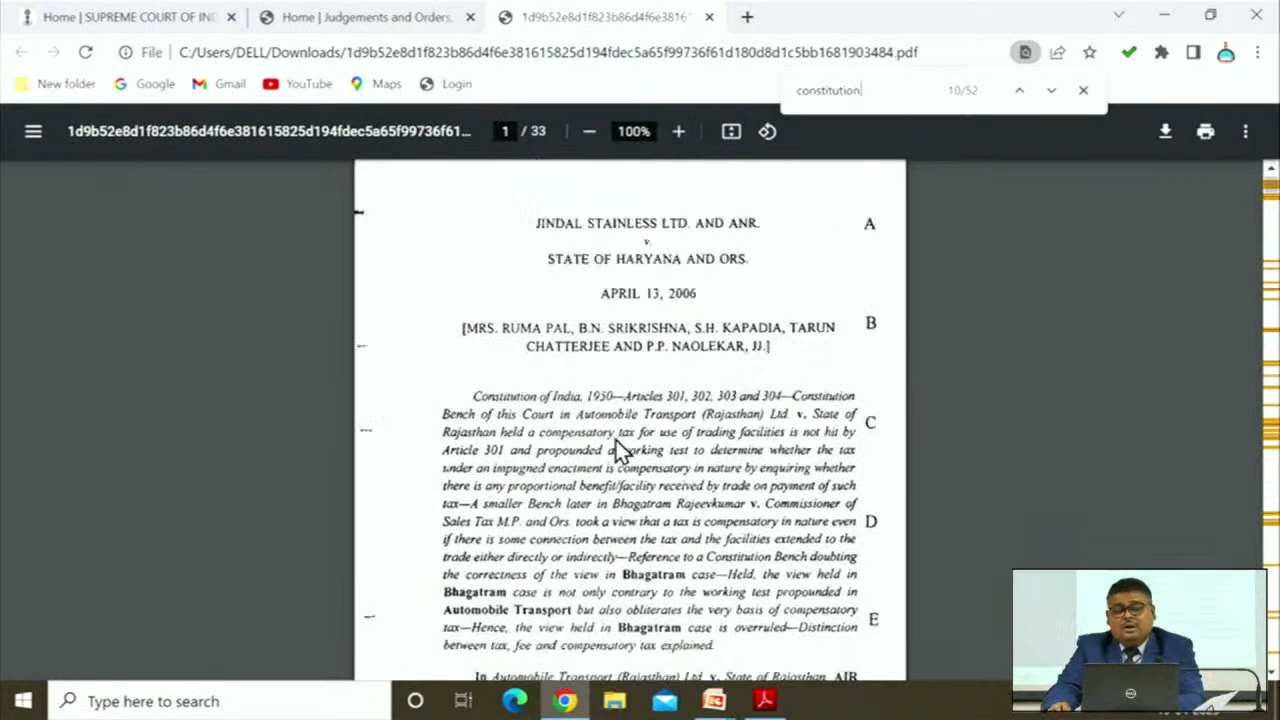 Home | SUPREME COURT OF IN
Home | Judgements and Orders
1d9b52e8d1f823b86d4f6e381615
File
C:/Users/DELL/Downloads/1d9b52e8d1f823b86d4f6e381615825d194fdec5a65f99736f61d180d8d1c5bb1681903484.pdf
New folder
Google
Gmail
YouTube
Maps
Login
constitution
10/52
1d9b52e8d1f823b86d4f6e381615825d194fdec5a65f99736f61...
1 / 33
100%
JINDAL STAINLESS LTD. AND ANR.
A
v.
STATE OF HARYANA AND ORS.
APRIL 13, 2006
[MRS. RUMA PAL, B.N. SRIKRISHNA, S.H. KAPADIA, TARUN
B
CHATTERJEE AND P.P. NAOLEKAR, JJ.]
Constitution of India, 1950—Articles 301, 302, 303 and 304—Constitution
Bench of this Court in Automobile Transport (Rajasthan) Ltd. v. State of
C
Rajasthan held a compensatory tax for use of trading facilities is not hit by
Article 301 and propounded a working test to determine whether the tax
under an impugned enactment is compensatory in nature by enquiring whether
there is any proportional benefit/facility received by trade on payment of such
tax—A smaller Bench later in Bhagatram Rajeevkumar v. Commissioner of
Sales Tax M.P. and Ors. took a view that a tax is compensatory in nature even
D
if there is some connection between the tax and the facilities extended to the
trade either directly or indirectly—Reference to a Constitution Bench doubting
the correctness of the view in Bhagatram case—Held, the view held in
Bhagatram case is not only contrary to the working test propounded in
Automobile Transport but also obliterates the very basis of compensatory
E
tax—Hence, the view held in Bhagatram case is overruled—Distinction
between tax, fee and compensatory tax explained.
In Automobile Transport (Rajasthan) Ltd. v. State of Rajasthan, AIR
Type here to search